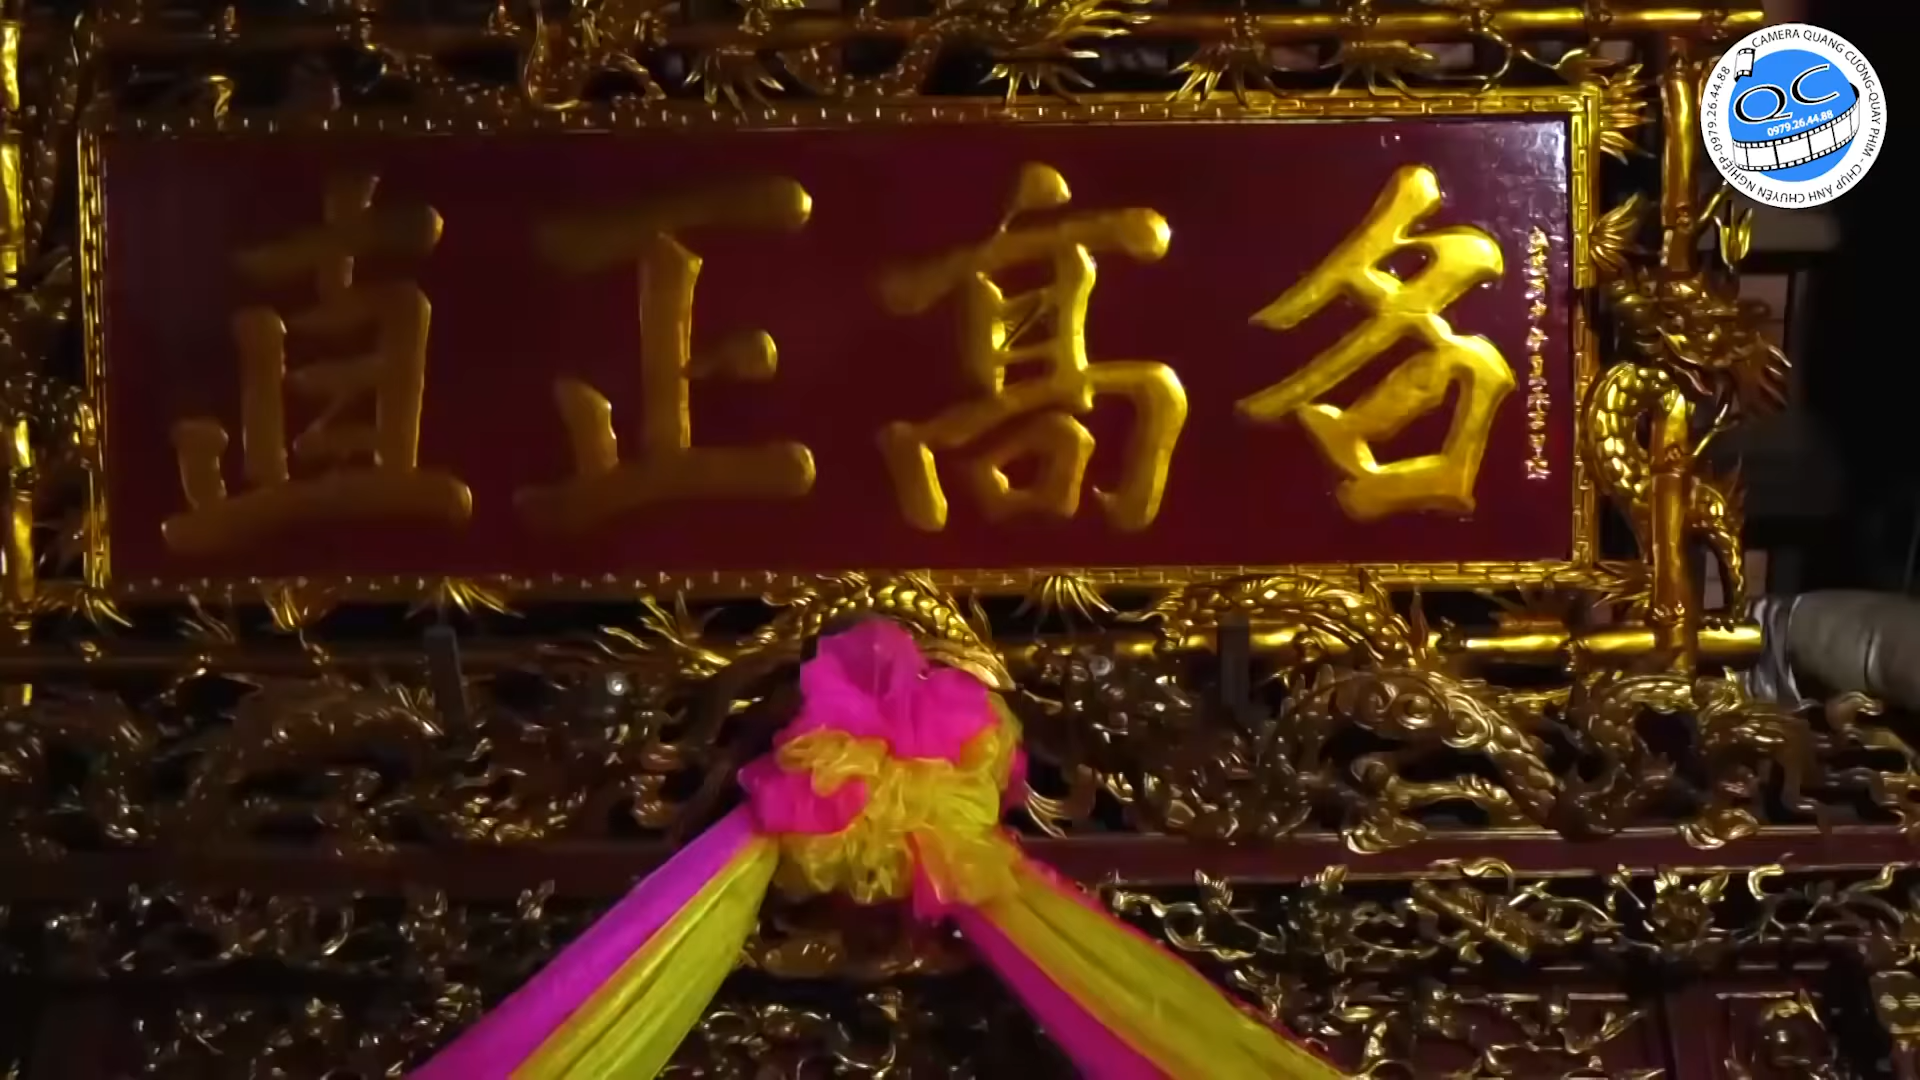 名髙正直
CAMERA QUANG CƯỜNG-QUAY PHIM - CHỤP ẢNH CHUYÊN NGHIỆP-0979.26.44.88
QC
0979.26.44.88